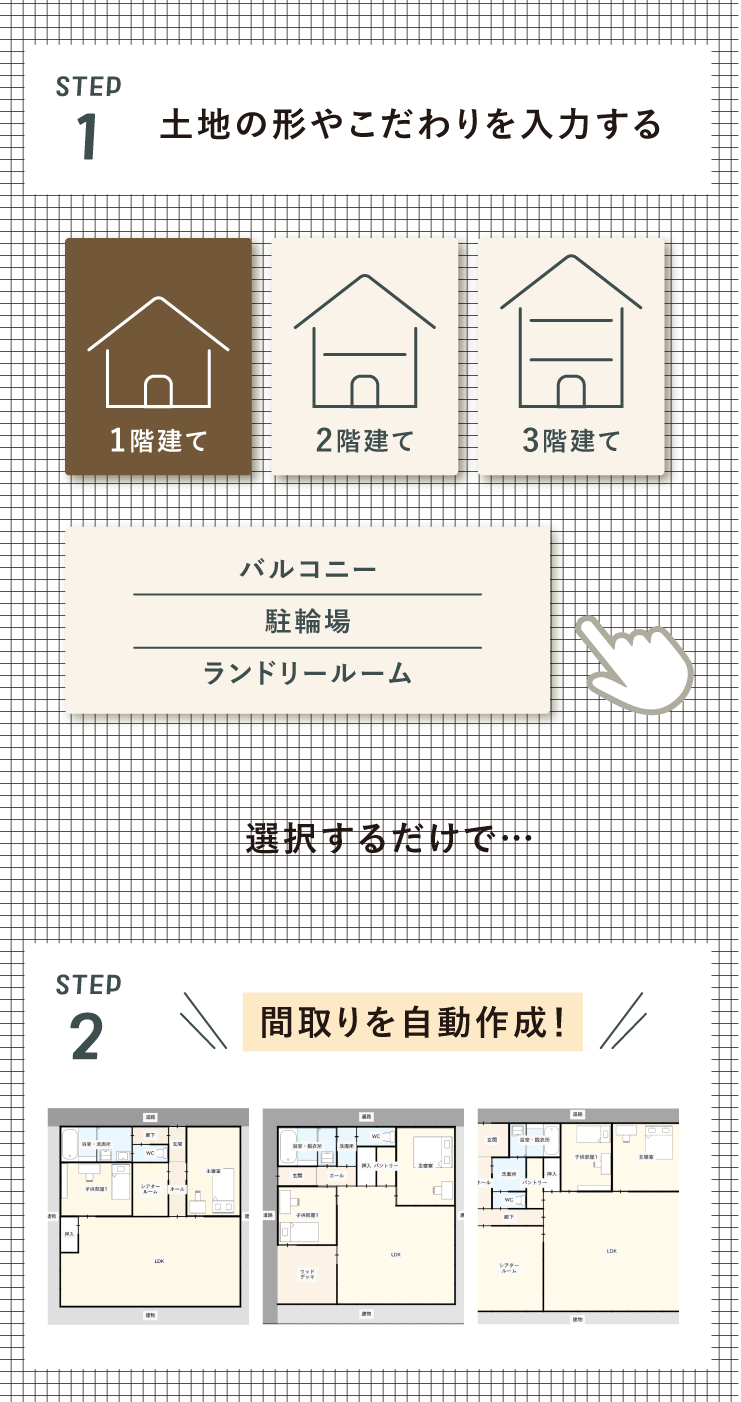 STEP
1
土地の形やこだわりを入力する
1階建て
2階建て
3階建て
バルコニー
駐輪場
ランドリールーム
選択するだけで…
STEP
2
間取りを自動作成!
道路
浴室・洗面所
廊下
玄関
WC
主寝室
子供部屋1
シアター
ルーム
ホール
押入
LDK
建物
道路
浴室・脱衣所
洗面所
WC
押入
パントリー
主寝室
玄関
ホール
道路
子供部屋1
LDK
ウッド
デッキ
建物
道路
玄関
浴室・脱衣所
子供部屋1
主寝室
洗面所
押入
パントリー
WC
廊下
シアター
ルーム
LDK
建物